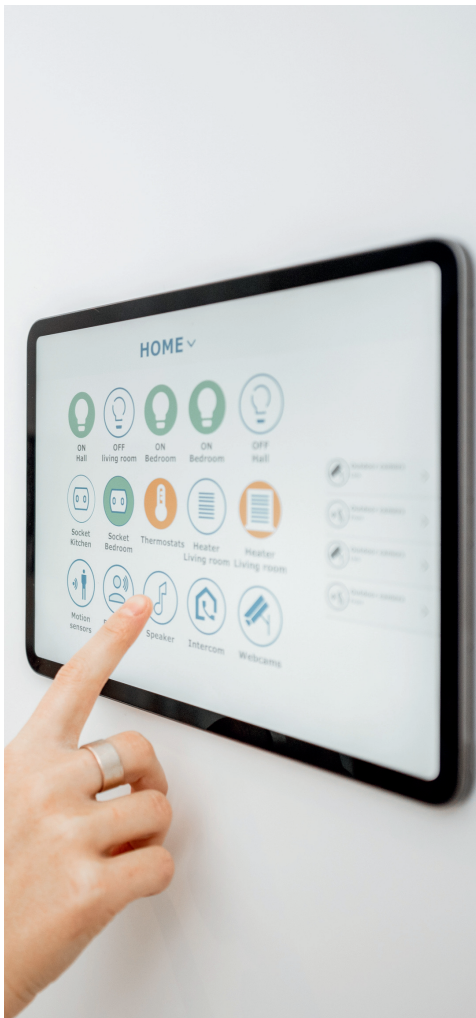 HOME
ON
Hall
OFF
living room
ON
Bedroom
ON
Bedroom
OFF
Hall
Socket
Kitchen
Socket
Bedroom
Thermostats
Heater
Living room
Heater
Living room
Motion
sensors
Speaker
Intercom
Webcams